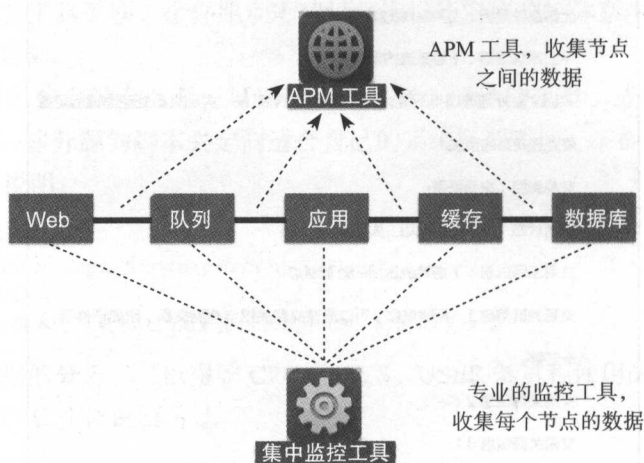 APM 工具，收集节点
之间的数据
APM 工具
Web
队列
应用
缓存
数据库
专业的监控工具，
收集每个节点的数据
集中监控工具